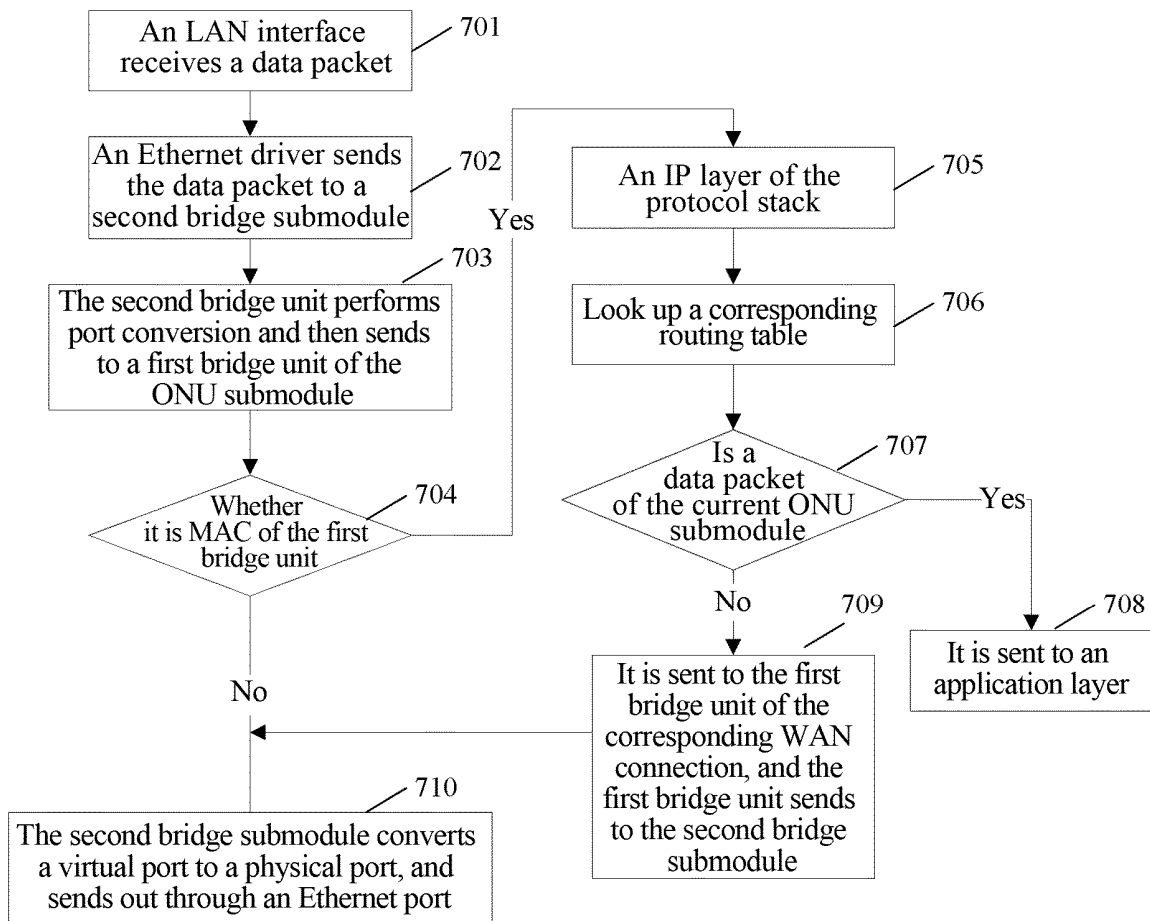 An LAN interface
receives a data packet
701
An Ethernet driver sends
the data packet to a
second bridge submodule
702
The second bridge unit performs
port conversion and then sends
to a first bridge unit of the
ONU submodule
703
Whether
it is MAC of the first
bridge unit
704
Yes
No
An IP layer of the
protocol stack
705
Look up a corresponding
routing table
706
Is a
data packet
of the current ONU
submodule
707
Yes
No
It is sent to an
application layer
708
It is sent to the first
bridge unit of the
corresponding WAN
connection, and the
first bridge unit sends
to the second bridge
submodule
709
The second bridge submodule converts
a virtual port to a physical port, and
sends out through an Ethernet port
710